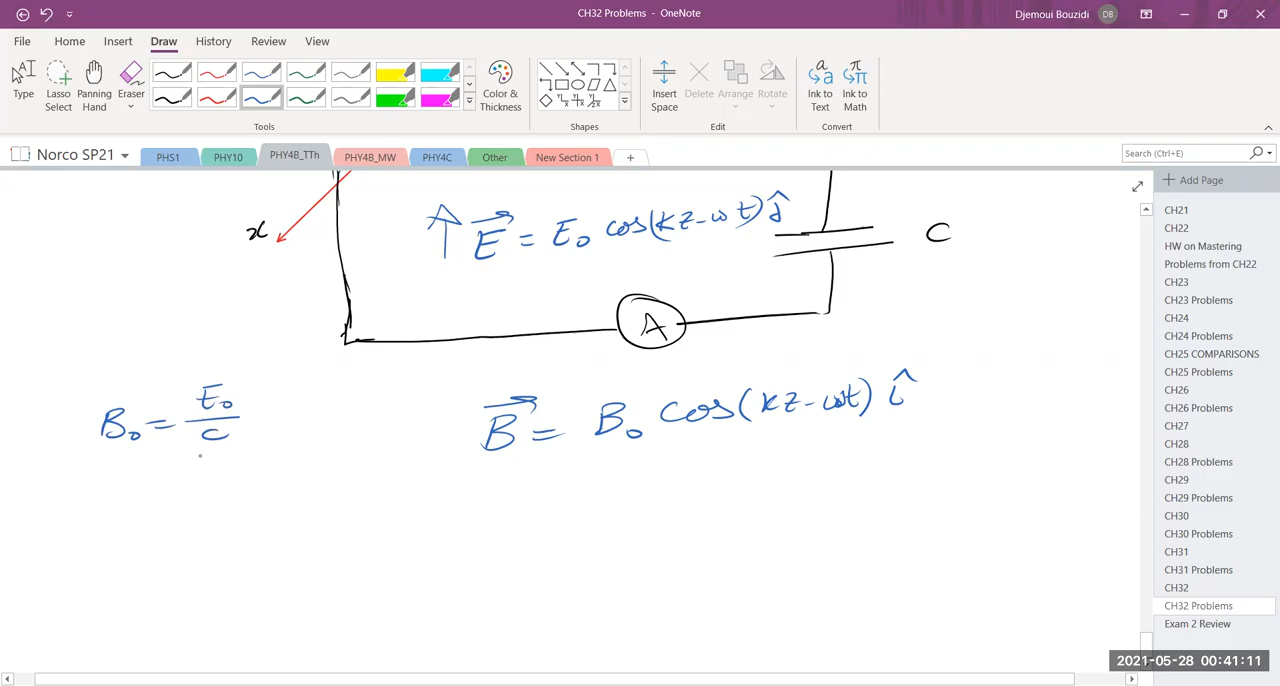 CH32 Problems - OneNote
Djemoui Bouzidi DB
File Home Insert Draw History Review View
Type Lasso Select Panning Hand Eraser
Color & Thickness
Insert Space Delete Arrange Rotate
Ink to Text Ink to Math
Tools Shapes Edit Convert
Norco SP21 PHS1 PHY10 PHY4B_TTh PHY4B_MW PHY4C Other New Section 1 +
Search (Ctrl+E)
Add Page
CH21
CH22
HW on Mastering
Problems from CH22
CH23
CH23 Problems
CH24
CH24 Problems
CH25 COMPARISONS
CH25 Problems
CH26
CH26 Problems
CH27
CH28
CH28 Problems
CH29
CH29 Problems
CH30
CH30 Problems
CH31
CH31 Problems
CH32
CH32 Problems
Exam 2 Review
x
E⃗ = E₀ cos(kz-ωt) ĵ
C
A
B₀ = E₀/c
B⃗ = B₀ cos(kz-ωt) î
2021-05-28 00:41:11